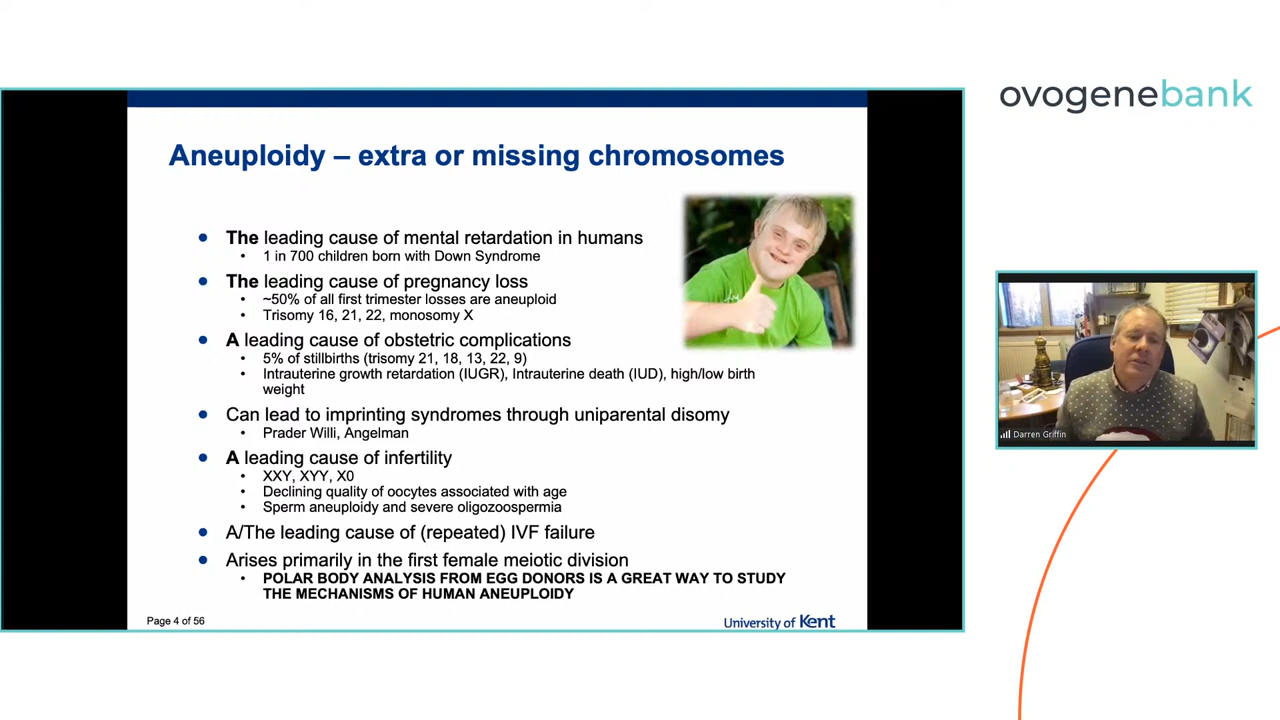 ovogenebank
Aneuploidy – extra or missing chromosomes
• The leading cause of mental retardation in humans
• 1 in 700 children born with Down Syndrome
• The leading cause of pregnancy loss
• ~50% of all first trimester losses are aneuploid
• Trisomy 16, 21, 22, monosomy X
• A leading cause of obstetric complications
• 5% of stillbirths (trisomy 21, 18, 13, 22, 9)
• Intrauterine growth retardation (IUGR), Intrauterine death (IUD), high/low birth
weight
• Can lead to imprinting syndromes through uniparental disomy
• Prader Willi, Angelman
• A leading cause of infertility
• XXY, XYY, X0
• Declining quality of oocytes associated with age
• Sperm aneuploidy and severe oligozoospermia
• A/The leading cause of (repeated) IVF failure
• Arises primarily in the first female meiotic division
• POLAR BODY ANALYSIS FROM EGG DONORS IS A GREAT WAY TO STUDY
THE MECHANISMS OF HUMAN ANEUPLOIDY
Page 4 of 56
University of Kent
Darren Griffin